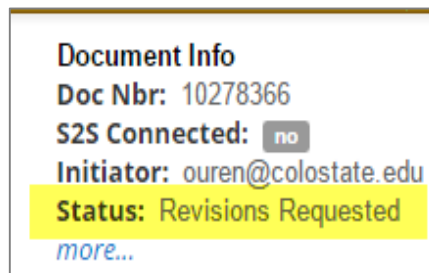 Document Info
Doc Nbr: 10278366
S2S Connected: no
Initiator: ouren@colostate.edu
Status: Revisions Requested
more...